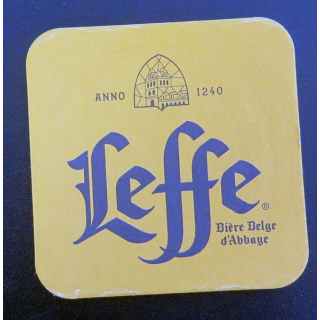 ANNO 1240
Leffe®
Bière Belge
d'Abbaye